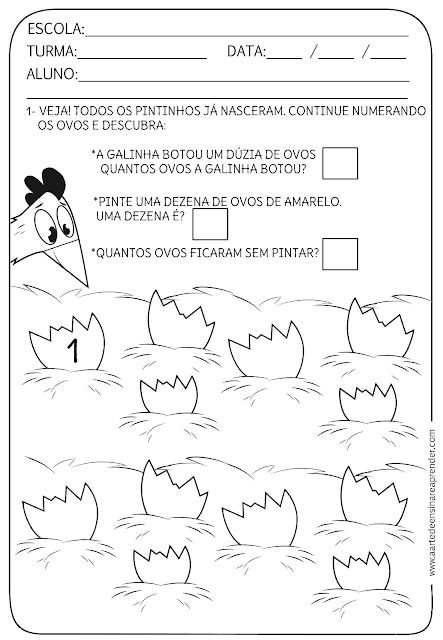 ESCOLA:
TURMA: DATA: / /
ALUNO:
1- VEJA! TODOS OS PINTINHOS JÁ NASCERAM. CONTINUE NUMERANDO
OS OVOS E DESCUBRA:
*A GALINHA BOTOU UM DÚZIA DE OVOS
QUANTOS OVOS A GALINHA BOTOU?
*PINTE UMA DEZENA DE OVOS DE AMARELO.
UMA DEZENA É?
*QUANTOS OVOS FICARAM SEM PINTAR?
1
www.aartedeensinareaprender.com